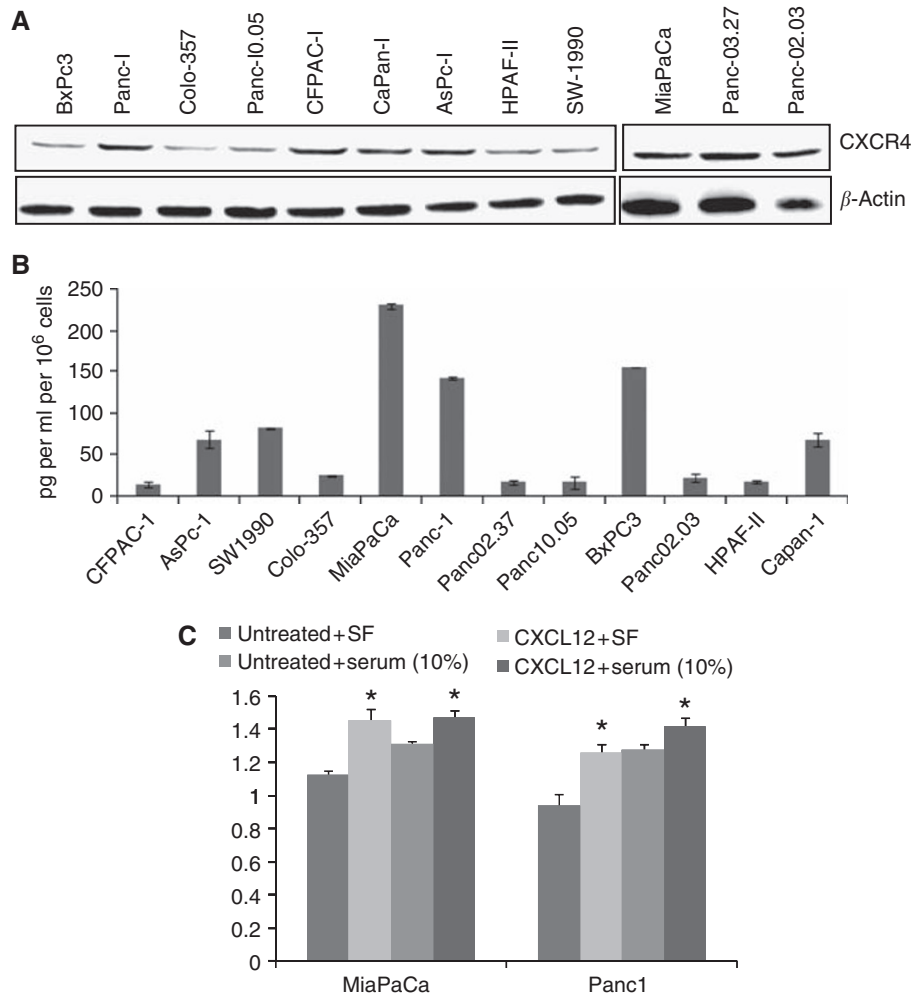 A
BxPc3
Panc-I
Colo-357
Panc-I0.05
CFPAC-I
CaPan-I
AsPc-I
HPAF-II
SW-1990
MiaPaCa
Panc-03.27
Panc-02.03
CXCR4
β-Actin
B
pg per ml per 10⁶ cells
250
200
150
100
50
0
CFPAC-1
AsPc-1
SW1990
Colo-357
MiaPaCa
Panc-1
Panc02.37
Panc10.05
BxPC3
Panc02.03
HPAF-II
Capan-1
C
Untreated+SF
CXCL12+SF
Untreated+serum (10%)
CXCL12+serum (10%)
1.6
1.4
1.2
1
0.8
0.6
0.4
0.2
0
* * * *
MiaPaCa
Panc1